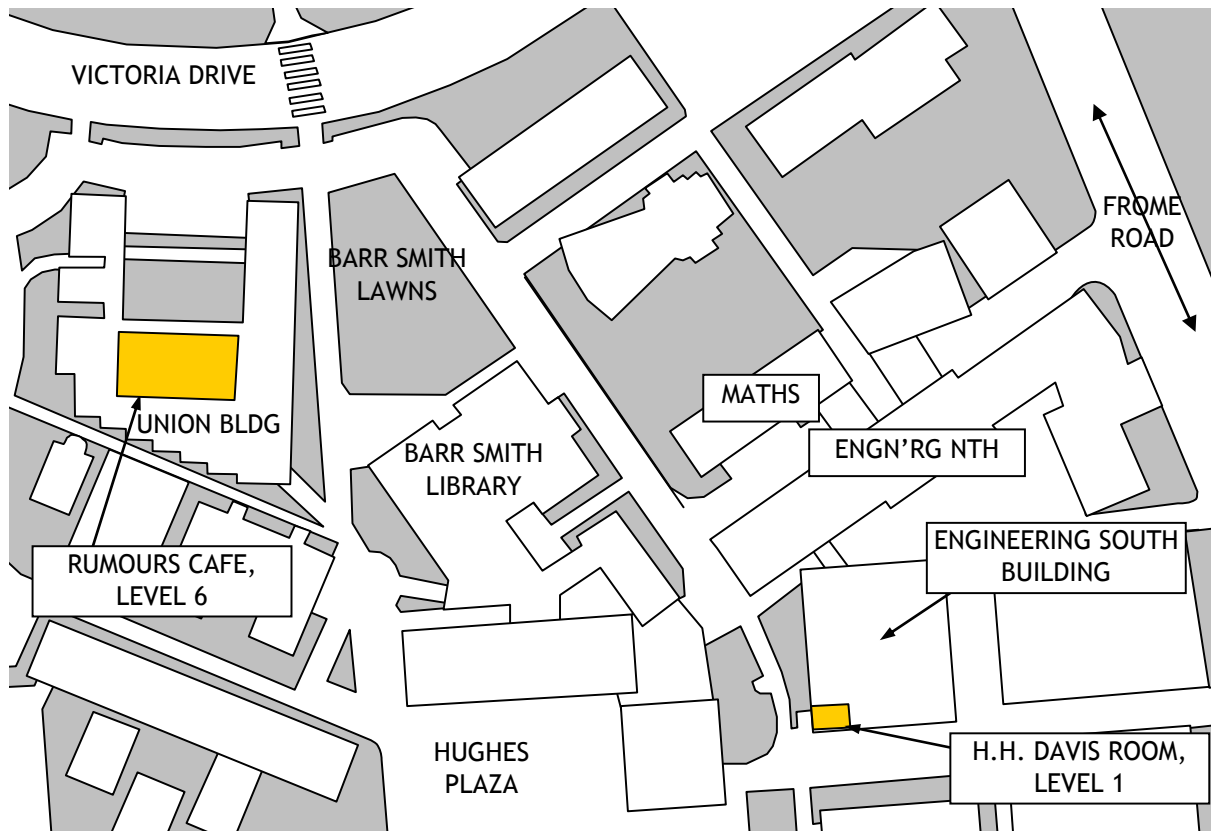 VICTORIA DRIVE
FROME
ROAD
BARR SMITH
LAWNS
MATHS
UNION BLDG
ENGN'RG NTH
BARR SMITH
LIBRARY
RUMOURS CAFE,
LEVEL 6
ENGINEERING SOUTH
BUILDING
HUGHES
PLAZA
H.H. DAVIS ROOM,
LEVEL 1